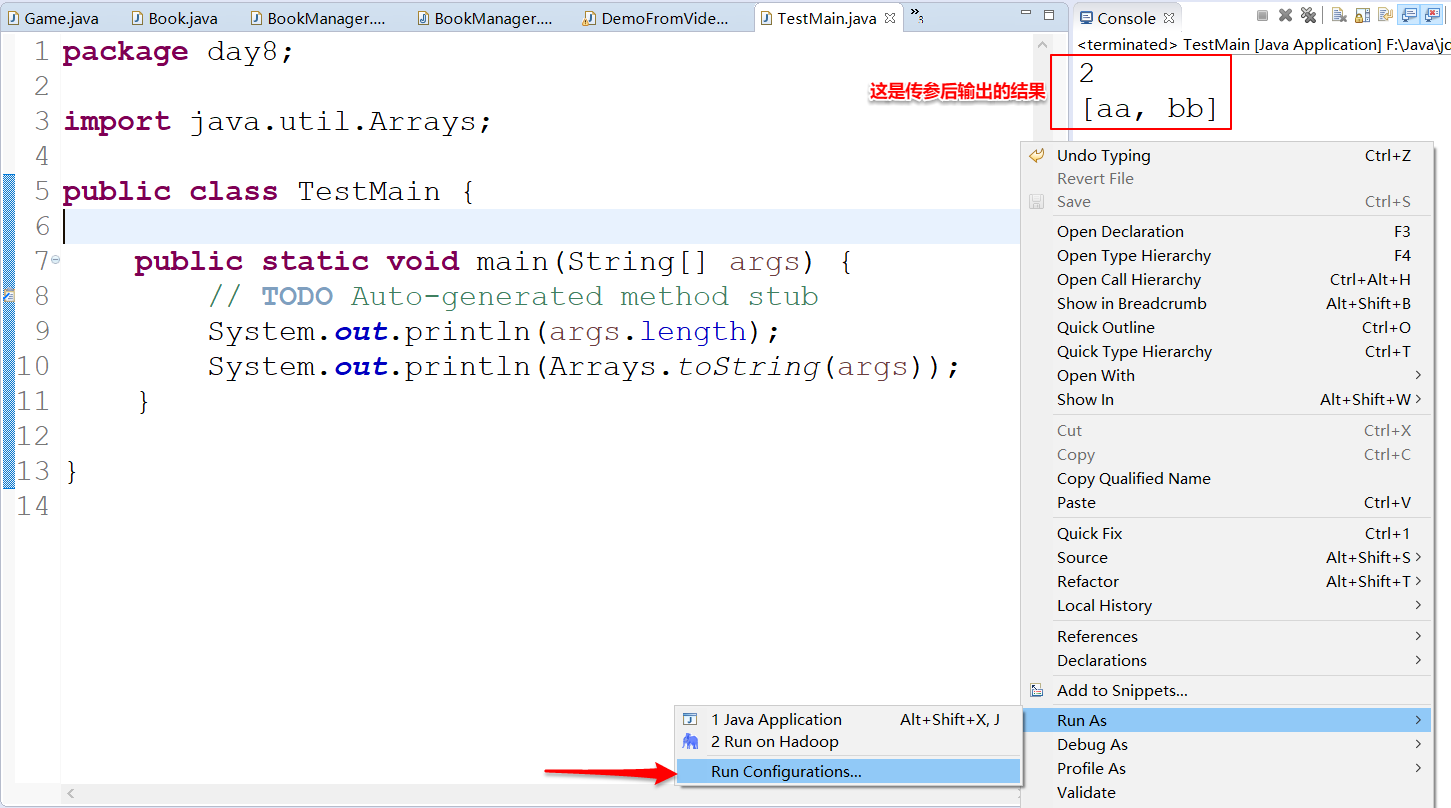 Game.java
Book.java
BookManager....
BookManager....
DemoFromVide...
TestMain.java
»3
Console
<terminated> TestMain [Java Application] F:\Java\jc
1 package day8;
2
3 import java.util.Arrays;
4
5 public class TestMain {
6
7 public static void main(String[] args) {
8 // TODO Auto-generated method stub
9 System.out.println(args.length);
10 System.out.println(Arrays.toString(args));
11 }
12
13 }
14
这是传参后输出的结果
2
[aa, bb]
Undo Typing Ctrl+Z
Revert File
Save Ctrl+S
Open Declaration F3
Open Type Hierarchy F4
Open Call Hierarchy Ctrl+Alt+H
Show in Breadcrumb Alt+Shift+B
Quick Outline Ctrl+O
Quick Type Hierarchy Ctrl+T
Open With
Show In Alt+Shift+W
Cut Ctrl+X
Copy Ctrl+C
Copy Qualified Name
Paste Ctrl+V
Quick Fix Ctrl+1
Source Alt+Shift+S
Refactor Alt+Shift+T
Local History
References
Declarations
Add to Snippets...
Run As
Debug As
Profile As
Validate
1 Java Application Alt+Shift+X, J
2 Run on Hadoop
Run Configurations...